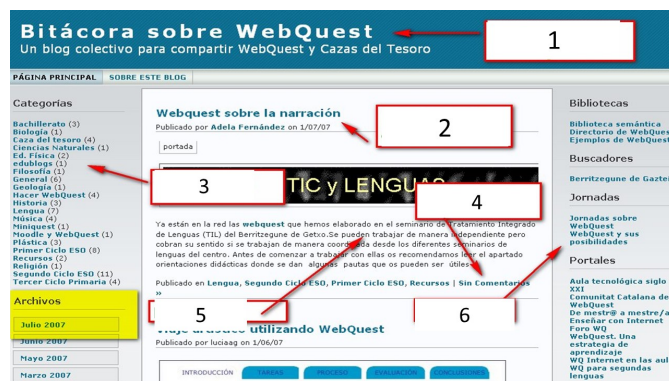 Bitácora sobre WebQuest
Un blog colectivo para compartir WebQuest y Cazas del Tesoro
1
PÁGINA PRINCIPAL SOBRE ESTE BLOG
Categorías
Bachillerato (3)
Biología (1)
Caza del tesoro (4)
Ciencias Naturales (1)
Ed. Física (2)
edublogs (1)
Filosofía (1)
General (6)
Geología (1)
Hacer WebQuest (4)
Historia (3)
Lengua (7)
Música (4)
Miniquest (1)
Moodle y WebQuest (1)
Plástica (3)
Primer Ciclo ESO (8)
Recursos (2)
Religión (1)
Segundo Ciclo ESO (11)
Tercer Ciclo Primaria (4)
3
Archivos
Julio 2007
Junio 2007
Mayo 2007
Marzo 2007
Webquest sobre la narración
Publicado por Adela Fernández on 1/07/07
2
portada
TIC y LENGUAS
4
Ya están en la red las webquest que hemos elaborado en el seminario de Tratamiento Integrado
de Lenguas (TIL) del Berritzegune de Getxo.Se pueden trabajar de manera independiente pero
cobran su sentido si se trabajan de manera coordinada desde los diferentes seminarios de
lenguas del centro. Antes de comenzar a trabajar con ellas os recomendamos leer el apartado
orientaciones didácticas donde se dan algunas pautas que os pueden ser útiles
Publicado en Lengua, Segundo Ciclo ESO, Primer Ciclo ESO, Recursos | Sin Comentarios
»
5
6
Viaje artístico utilizando WebQuest
Publicado por luciaag on 1/06/07
INTRODUCCIÓN TAREAS PROCESO EVALUACIÓN CONCLUSIONES
Bibliotecas
Biblioteca semántica
Directorio de WebQues
Ejemplos de WebQuest
Buscadores
Berritzegune de Gaztei
Jornadas
Jornadas sobre
WebQuest
WebQuest y sus
posibilidades
Portales
Aula tecnológica siglo
XXI
Comunitat Catalana de
WebQuest
De mestr@ a mestre/a
Enseñar con Internet
Foro WQ
WebQuest. Una
estrategia de
aprendizaje
WQ Internet en las aul
WQ para segundas
lenguas